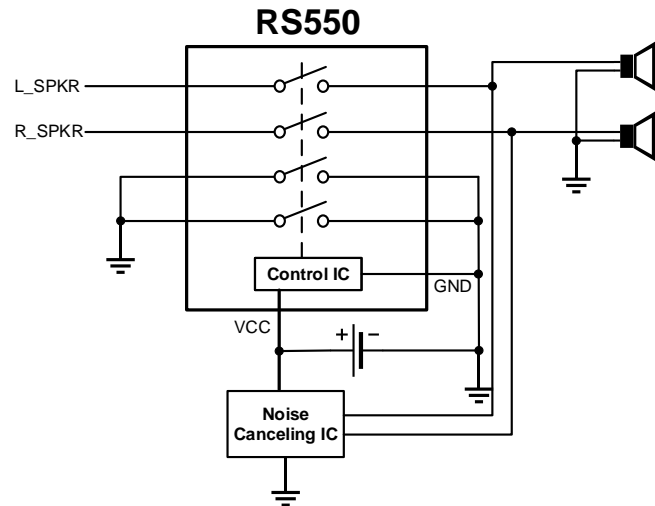 RS550
L_SPKR
R_SPKR
Control IC
GND
VCC
+ −
Noise
Canceling IC